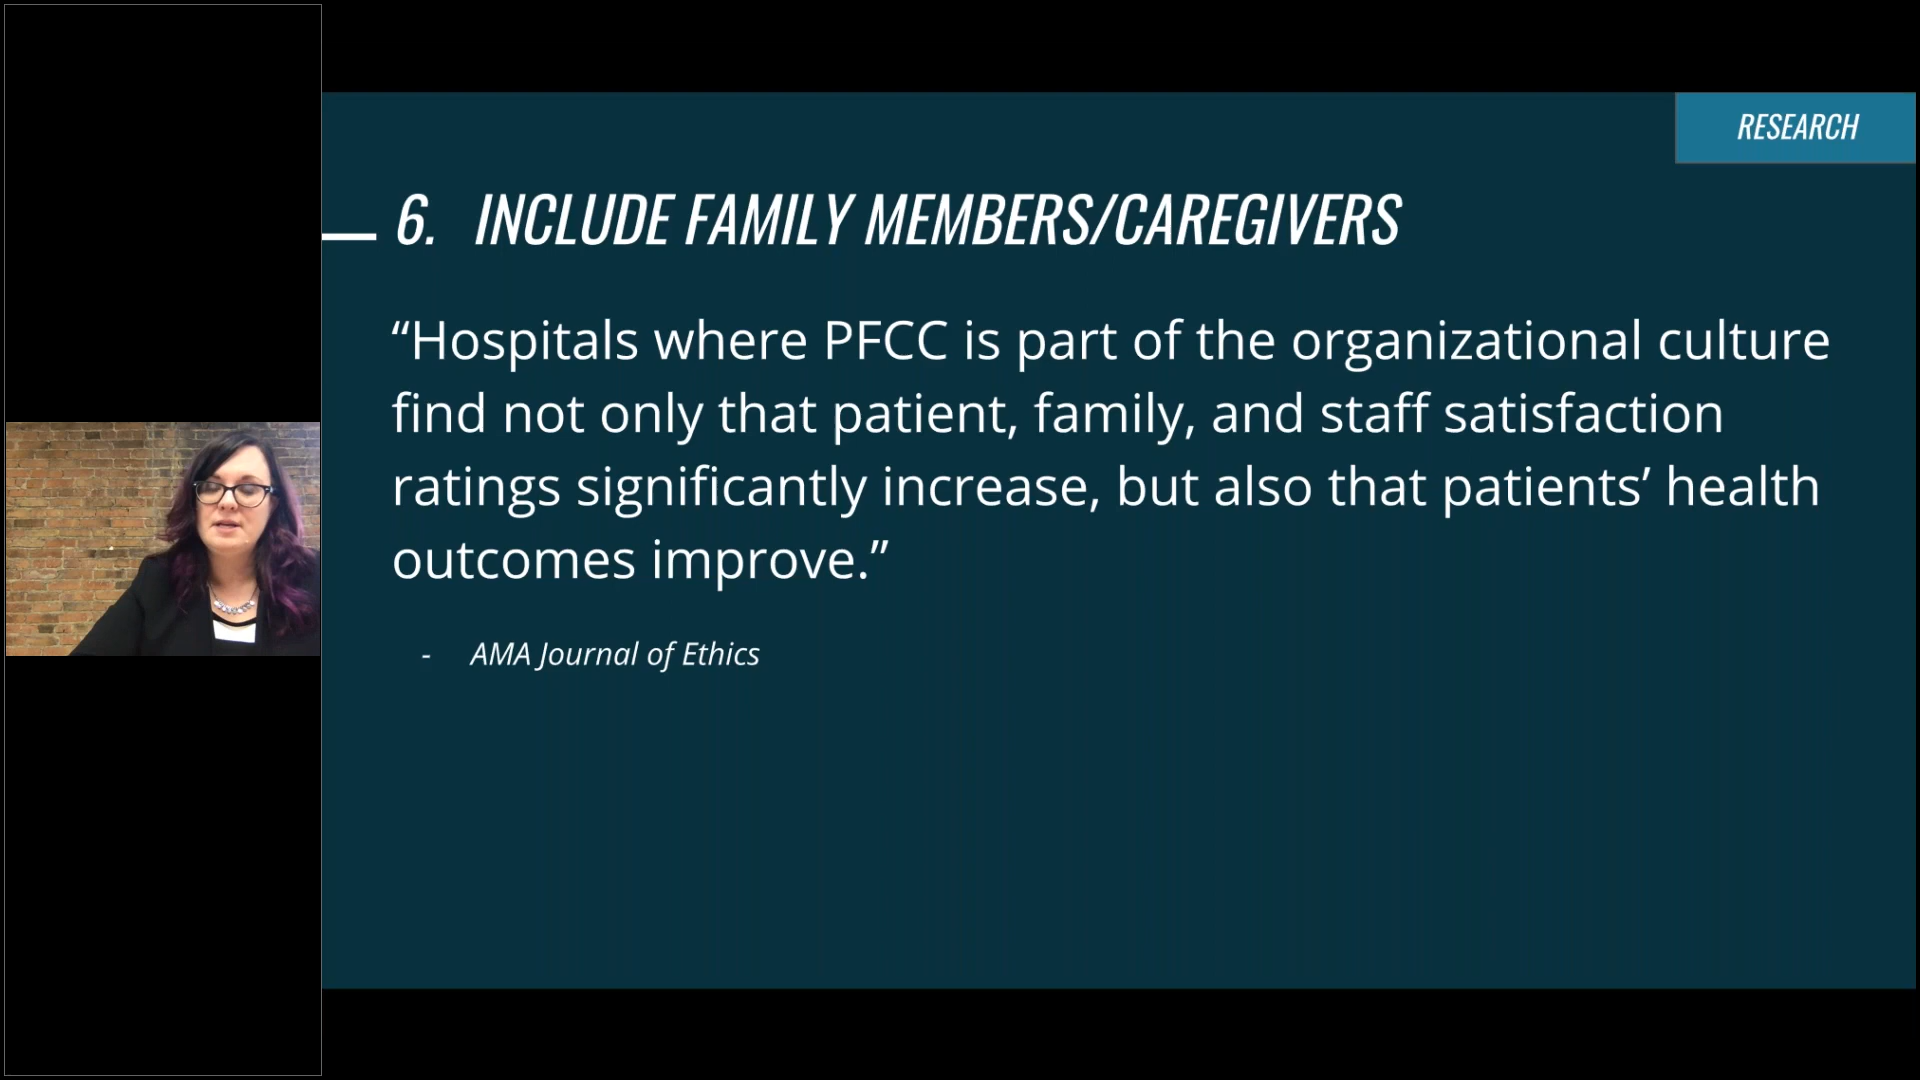 RESEARCH
6. INCLUDE FAMILY MEMBERS/CAREGIVERS
“Hospitals where PFCC is part of the organizational culture
find not only that patient, family, and staff satisfaction
ratings significantly increase, but also that patients’ health
outcomes improve.”
- AMA Journal of Ethics